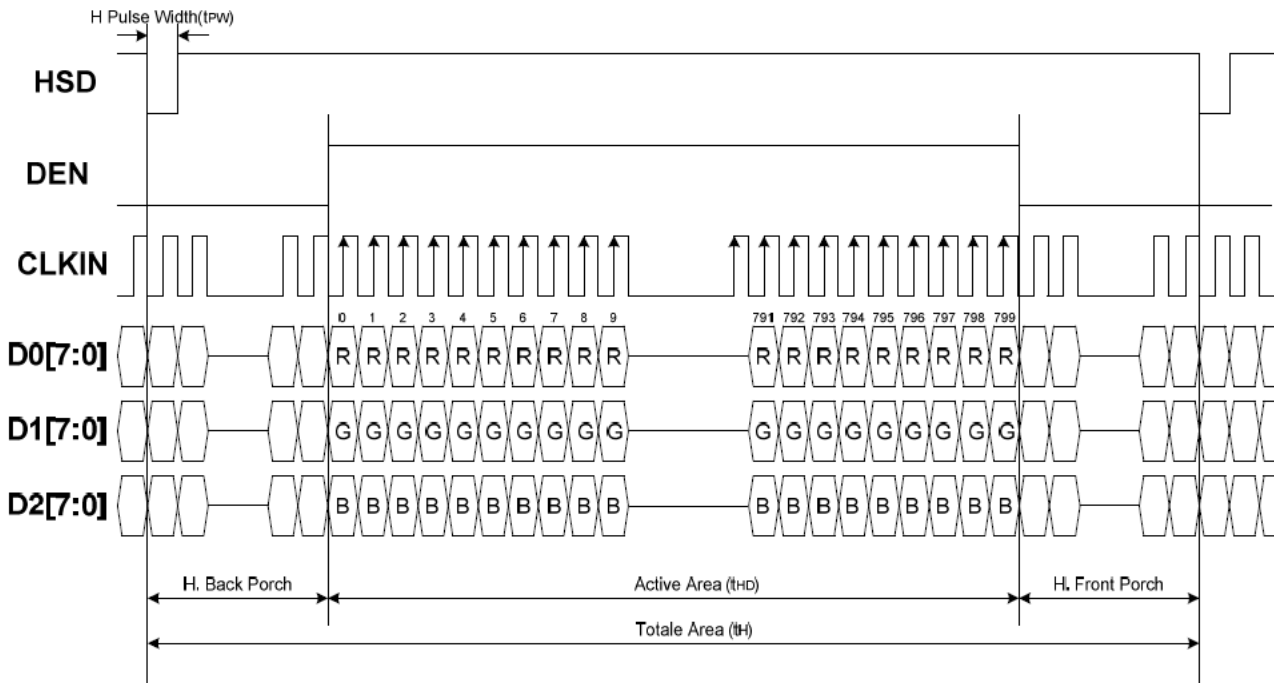 H Pulse Width(tPW)
HSD
DEN
CLKIN
0 1 2 3 4 5 6 7 8 9 791 792 793 794 795 796 797 798 799
D0[7:0] R R R R R R R R R R R R R R R R R R R
D1[7:0] G G G G G G G G G G G G G G G G G G G
D2[7:0] B B B B B B B B B B B B B B B B B B B
H. Back Porch Active Area (tHD) H. Front Porch
Totale Area (tH)